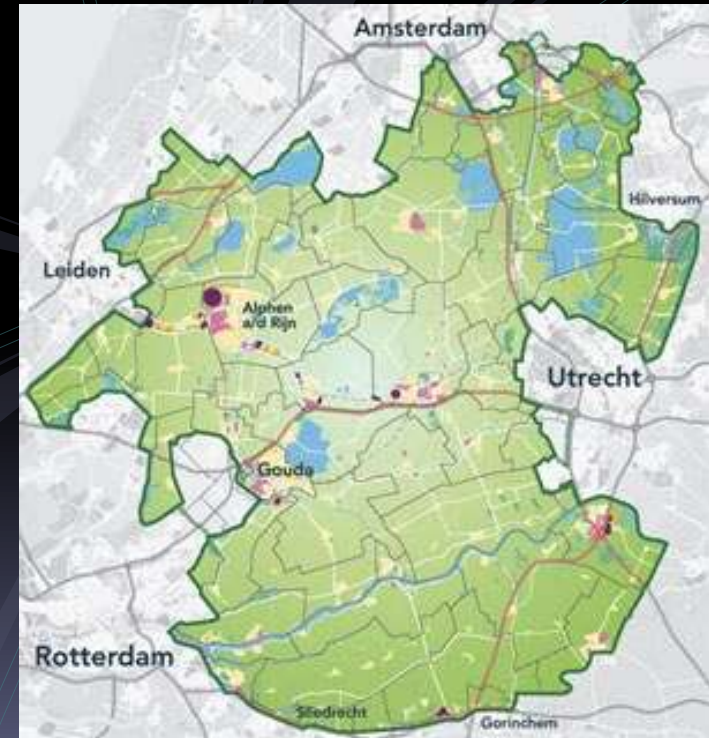 Amsterdam
Hilversum
Leiden
Alphen
a/d Rijn
Utrecht
Gouda
Rotterdam
Sliedrecht
Gorinchem